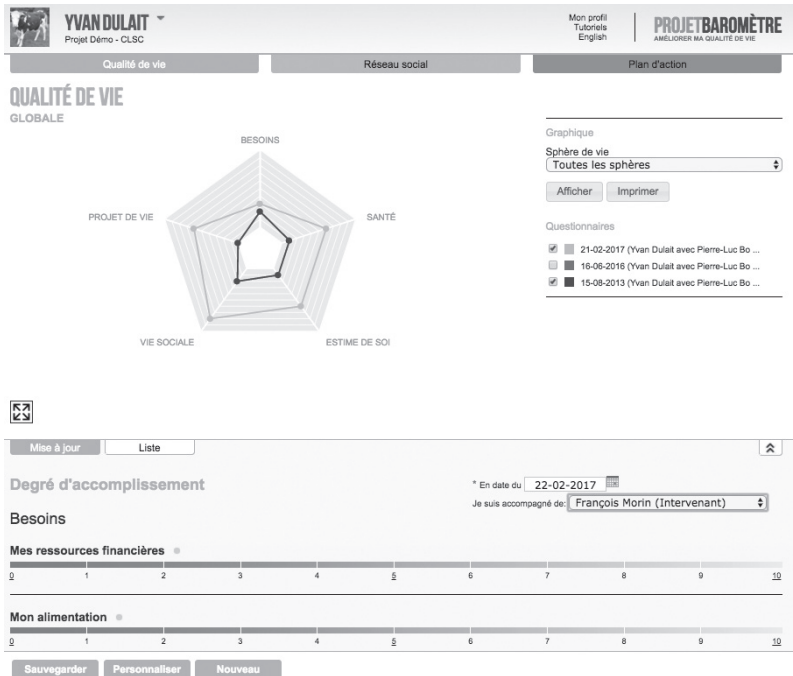 YVAN DULAIT
Projet Démo - CLSC
Mon profil
Tutoriels
English
PROJETBAROMÈTRE
AMÉLIORER MA QUALITÉ DE VIE
Qualité de vie
Réseau social
Plan d'action
QUALITÉ DE VIE
GLOBALE
BESOINS
PROJET DE VIE
SANTÉ
VIE SOCIALE
ESTIME DE SOI
Graphique
Sphère de vie
Toutes les sphères
Afficher
Imprimer
Questionnaires
21-02-2017 (Yvan Dulait avec Pierre-Luc Bo ...
16-06-2016 (Yvan Dulait avec Pierre-Luc Bo ...
15-08-2013 (Yvan Dulait avec Pierre-Luc Bo ...
Mise à jour
Liste
Degré d'accomplissement
* En date du 22-02-2017
Je suis accompagné de: François Morin (Intervenant)
Besoins
Mes ressources financières
0 1 2 3 4 5 6 7 8 9 10
Mon alimentation
0 1 2 3 4 5 6 7 8 9 10
Sauvegarder
Personnaliser
Nouveau